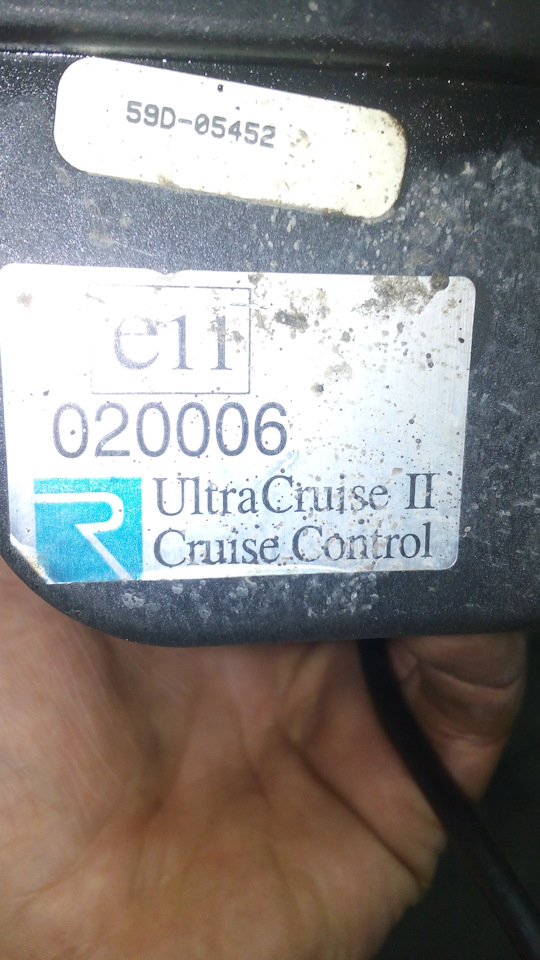 59D-05452
e11
020006
R
UltraCruise II
Cruise Control